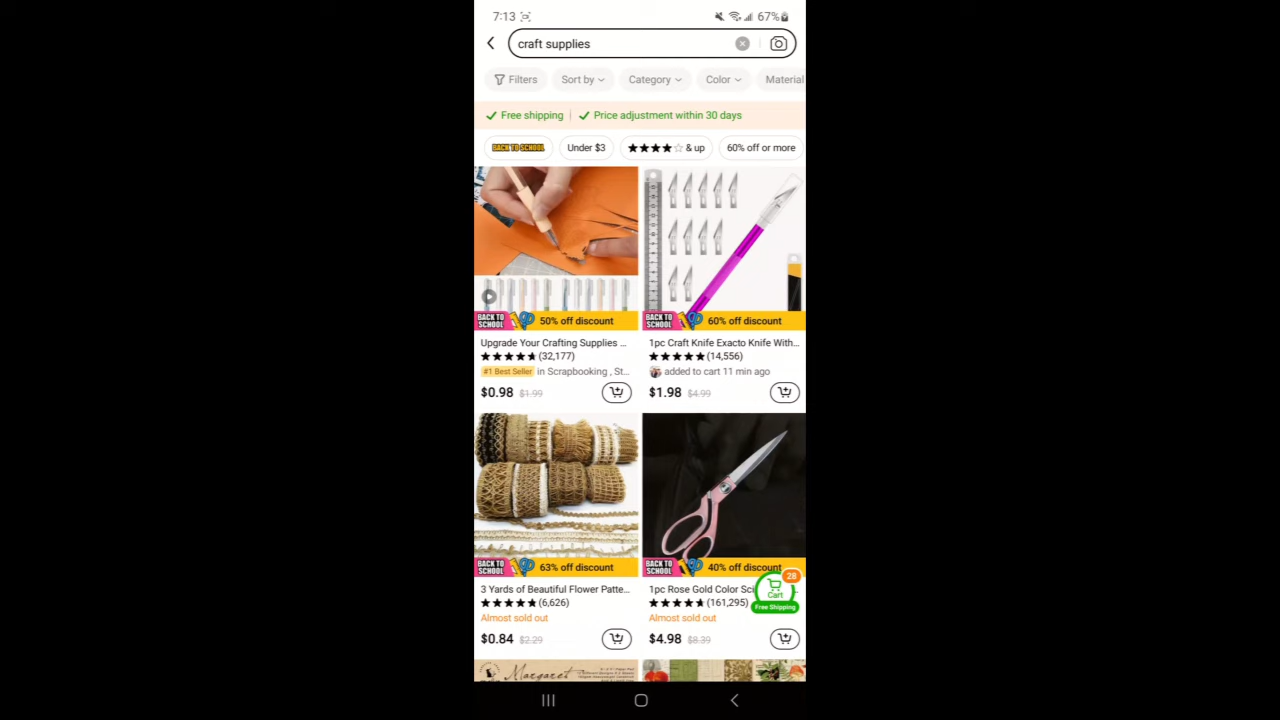 7:13 67%
craft supplies
Filters Sort by Category Color Material
Free shipping Price adjustment within 30 days
BACK TO SCHOOL Under $3 & up 60% off or more
BACK TO SCHOOL 50% off discount
BACK TO SCHOOL 60% off discount
Upgrade Your Crafting Supplies ...
(32,177)
#1 Best Seller in Scrapbooking , St...
$0.98 $1.99
1pc Craft Knife Exacto Knife With...
(14,556)
added to cart 11 min ago
$1.98 $4.99
BACK TO SCHOOL 63% off discount
BACK TO SCHOOL 40% off discount
3 Yards of Beautiful Flower Patte...
(6,626)
Almost sold out
$0.84 $2.29
1pc Rose Gold Color Sci
(161,295)
Almost sold out
$4.98 $8.39
28
Cart
Free Shipping
Margaret